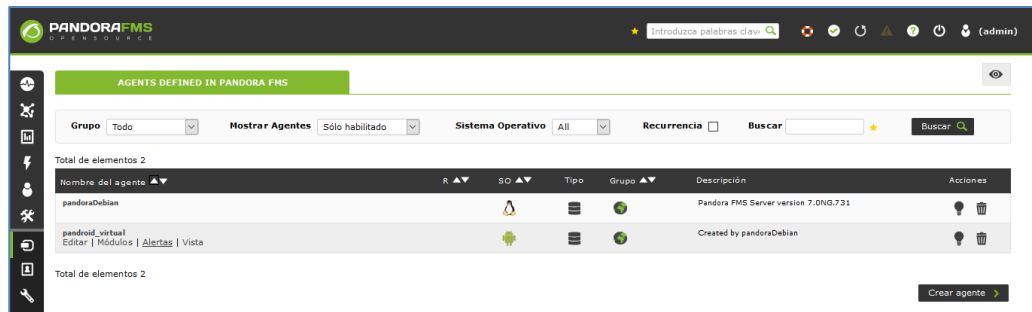 PANDORAFMS
OPENSOURCE
Introduzca palabras clave
(admin)
AGENTS DEFINED IN PANDORA FMS
Grupo Todo Mostrar Agentes Sólo habilitado Sistema Operativo All Recurrencia Buscar Buscar
Total de elementos 2
Nombre del agente R SO Tipo Grupo Descripción Acciones
pandoraDebian Pandora FMS Server version 7.0NG.731
pandroid_virtual Created by pandoraDebian
Editar | Módulos | Alertas | Vista
Total de elementos 2
Crear agente